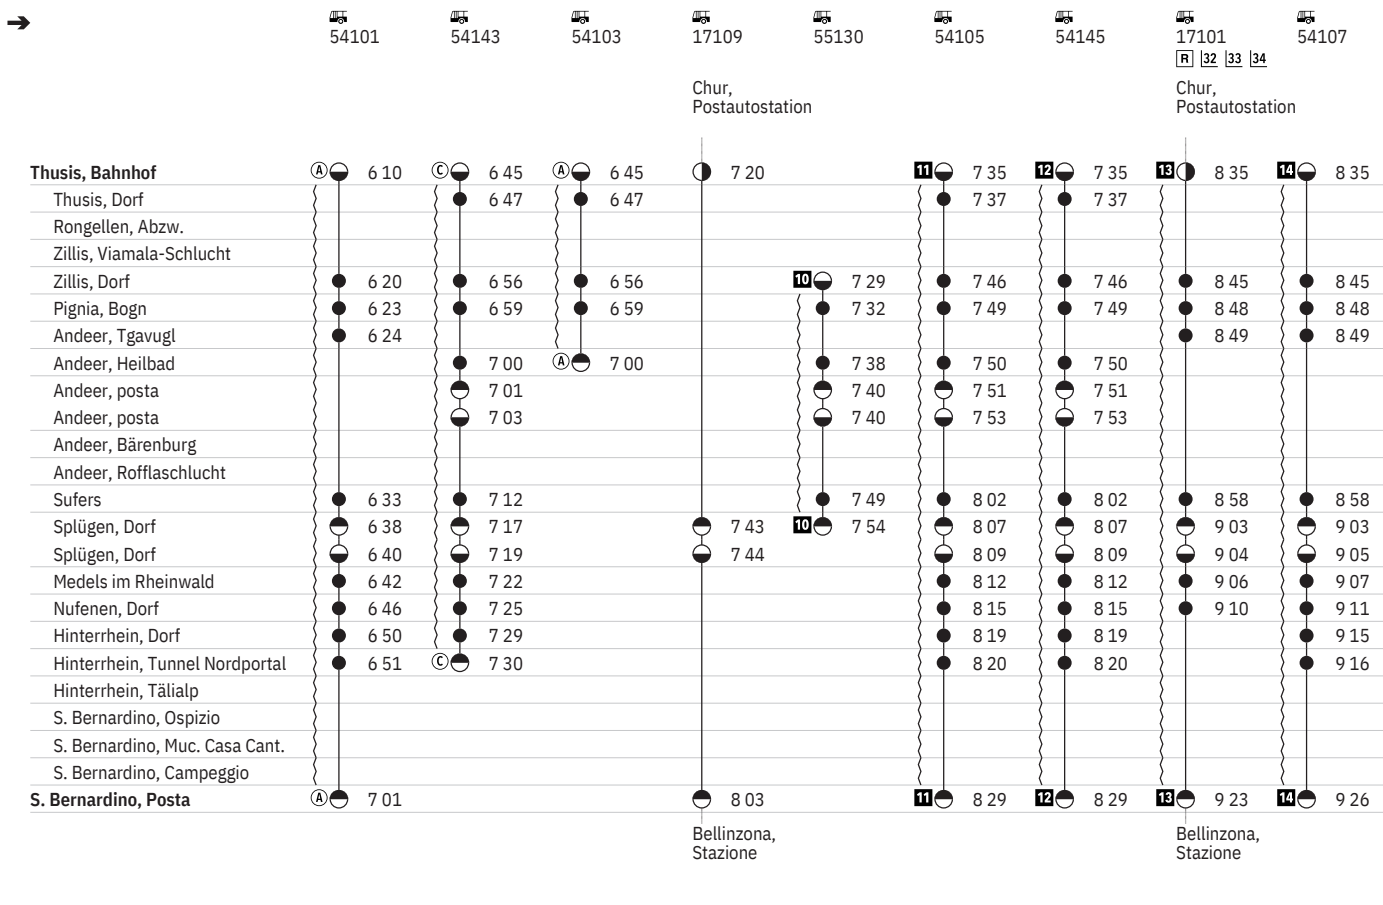 ➔
54101 54143 54103 17109 55130 54105 54145 17101 54107
R 32 33 34
Chur, Postautostation Chur, Postautostation
Thusis, Bahnhof A 6 10 C 6 45 A 6 45 7 20 11 7 35 12 7 35 13 8 35 14 8 35
Thusis, Dorf 6 47 6 47 7 37 7 37
Rongellen, Abzw.
Zillis, Viamala-Schlucht
Zillis, Dorf 6 20 6 56 6 56 10 7 29 7 46 7 46 8 45 8 45
Pignia, Bogn 6 23 6 59 6 59 7 32 7 49 7 49 8 48 8 48
Andeer, Tgavugl 6 24 8 49 8 49
Andeer, Heilbad 7 00 A 7 00 7 38 7 50 7 50
Andeer, posta 7 01 7 40 7 51 7 51
Andeer, posta 7 03 7 40 7 53 7 53
Andeer, Bärenburg
Andeer, Rofflaschlucht
Sufers 6 33 7 12 7 49 8 02 8 02 8 58 8 58
Splügen, Dorf 6 38 7 17 7 43 10 7 54 8 07 8 07 9 03 9 03
Splügen, Dorf 6 40 7 19 7 44 8 09 8 09 9 04 9 05
Medels im Rheinwald 6 42 7 22 8 12 8 12 9 06 9 07
Nufenen, Dorf 6 46 7 25 8 15 8 15 9 10 9 11
Hinterrhein, Dorf 6 50 7 29 8 19 8 19 9 15
Hinterrhein, Tunnel Nordportal 6 51 C 7 30 8 20 8 20 9 16
Hinterrhein, Tälialp
S. Bernardino, Ospizio
S. Bernardino, Muc. Casa Cant.
S. Bernardino, Campeggio
S. Bernardino, Posta A 7 01 8 03 11 8 29 12 8 29 13 9 23 14 9 26
Bellinzona, Stazione Bellinzona, Stazione